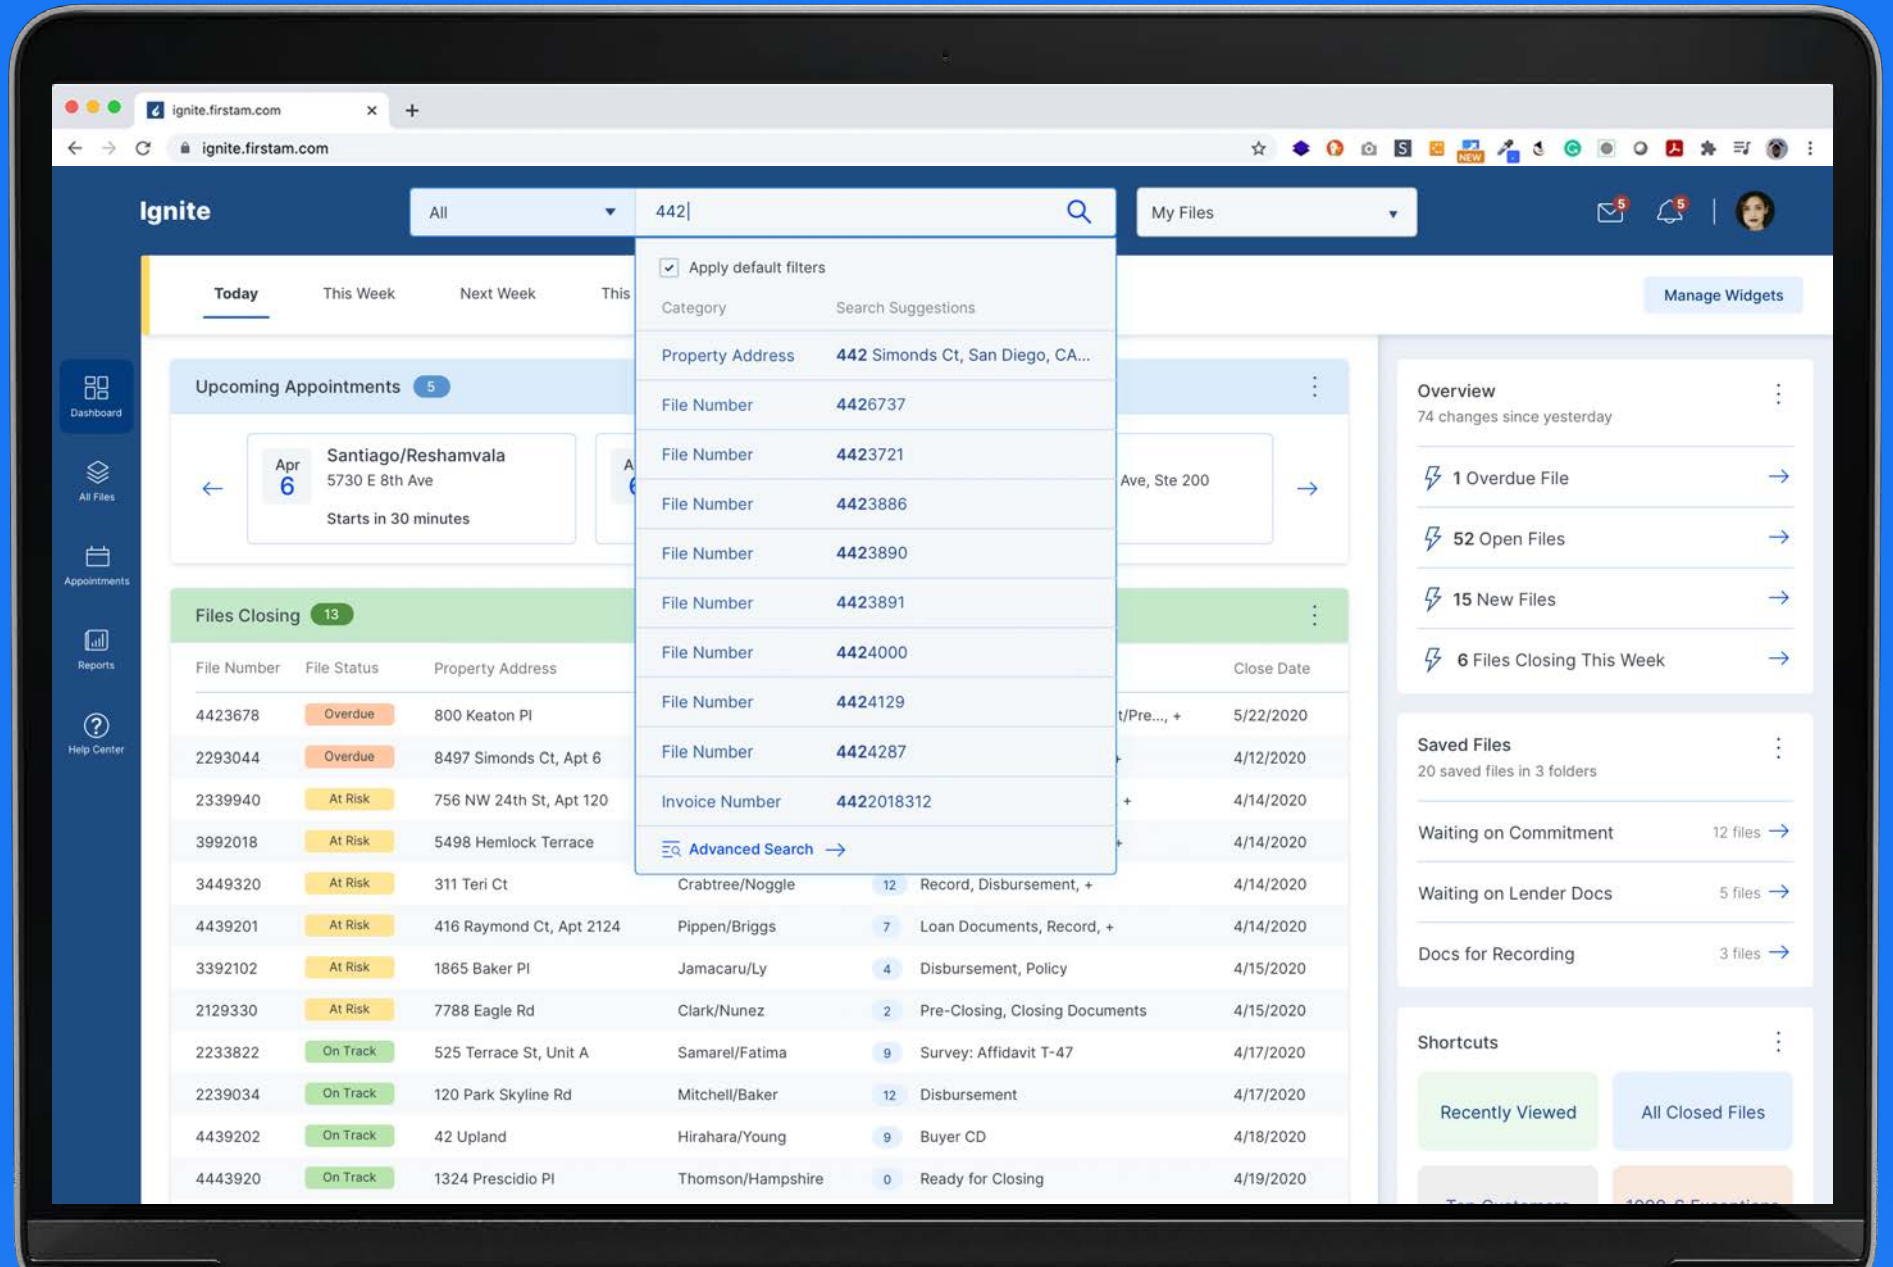 ignite.firstam.com
ignite.firstam.com
NEW
Ignite
All
442
My Files
5
5
Today
This Week
Next Week
This
Manage Widgets
Apply default filters
Category Search Suggestions
Property Address 442 Simonds Ct, San Diego, CA...
File Number 4426737
File Number 4423721
File Number 4423886
File Number 4423890
File Number 4423891
File Number 4424000
File Number 4424129
File Number 4424287
Invoice Number 4422018312
Advanced Search
Dashboard
All Files
Appointments
Reports
Help Center
Upcoming Appointments 5
Apr
6
Santiago/Reshamvala
5730 E 8th Ave
Starts in 30 minutes
Ave, Ste 200
Files Closing 13
File Number File Status Property Address Close Date
4423678 Overdue 800 Keaton Pl t/Pre..., + 5/22/2020
2293044 Overdue 8497 Simonds Ct, Apt 6 + 4/12/2020
2339940 At Risk 756 NW 24th St, Apt 120 + 4/14/2020
3992018 At Risk 5498 Hemlock Terrace + 4/14/2020
3449320 At Risk 311 Teri Ct Crabtree/Noggle 12 Record, Disbursement, + 4/14/2020
4439201 At Risk 416 Raymond Ct, Apt 2124 Pippen/Briggs 7 Loan Documents, Record, + 4/14/2020
3392102 At Risk 1865 Baker Pl Jamacaru/Ly 4 Disbursement, Policy 4/15/2020
2129330 At Risk 7788 Eagle Rd Clark/Nunez 2 Pre-Closing, Closing Documents 4/15/2020
2233822 On Track 525 Terrace St, Unit A Samarel/Fatima 9 Survey: Affidavit T-47 4/17/2020
2239034 On Track 120 Park Skyline Rd Mitchell/Baker 12 Disbursement 4/17/2020
4439202 On Track 42 Upland Hirahara/Young 9 Buyer CD 4/18/2020
4443920 On Track 1324 Prescidio Pl Thomson/Hampshire 0 Ready for Closing 4/19/2020
Overview
74 changes since yesterday
1 Overdue File
52 Open Files
15 New Files
6 Files Closing This Week
Saved Files
20 saved files in 3 folders
Waiting on Commitment 12 files
Waiting on Lender Docs 5 files
Docs for Recording 3 files
Shortcuts
Recently Viewed
All Closed Files